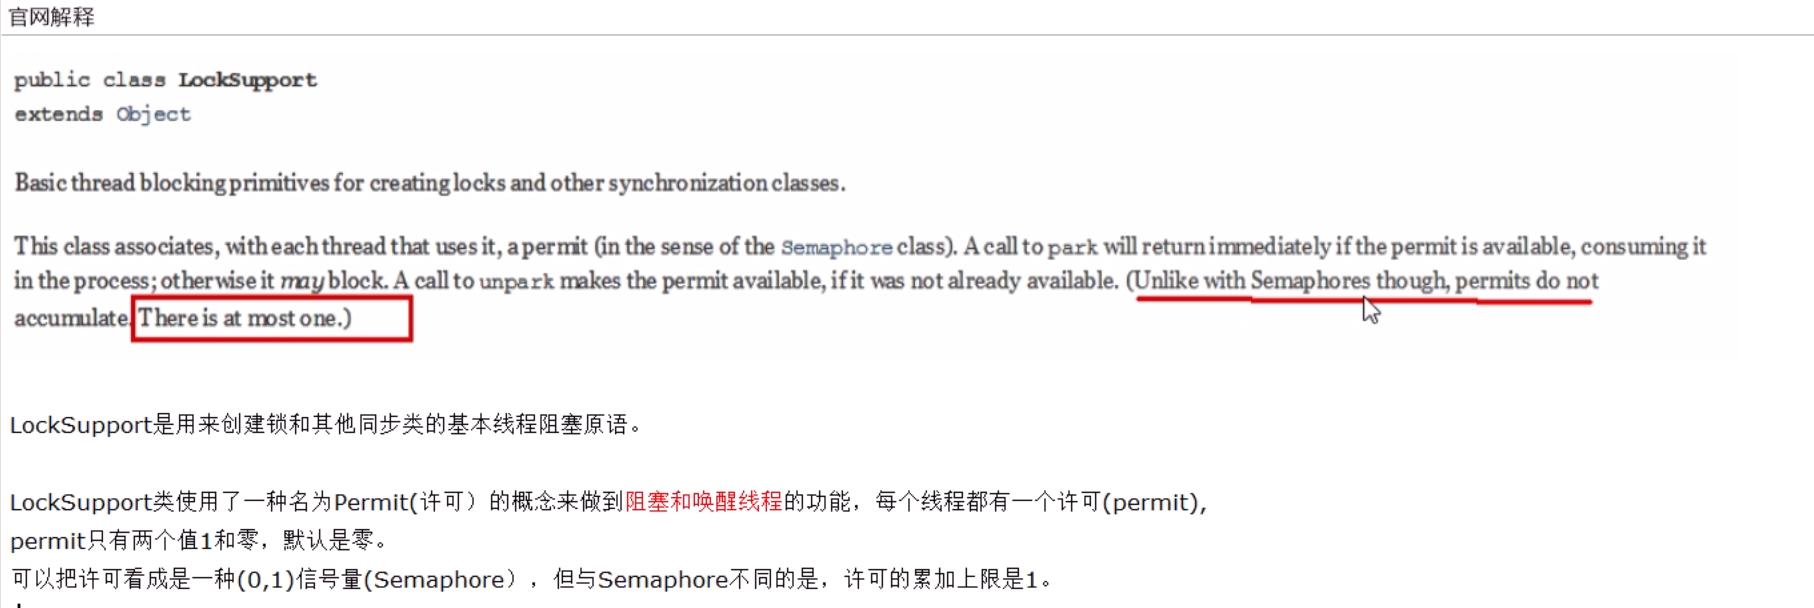 官网解释
public class LockSupport
extends Object
Basic thread blocking primitives for creating locks and other synchronization classes.
This class associates, with each thread that uses it, a permit (in the sense of the Semaphore class). A call to park will return immediately if the permit is available, consuming it
in the process; otherwise it may block. A call to unpark makes the permit available, if it was not already available. (Unlike with Semaphores though, permits do not
accumulate. There is at most one.)
LockSupport是用来创建锁和其他同步类的基本线程阻塞原语。
LockSupport类使用了一种名为Permit(许可）的概念来做到阻塞和唤醒线程的功能，每个线程都有一个许可(permit),
permit只有两个值1和零，默认是零。
可以把许可看成是一种(0,1)信号量(Semaphore），但与Semaphore不同的是，许可的累加上限是1。